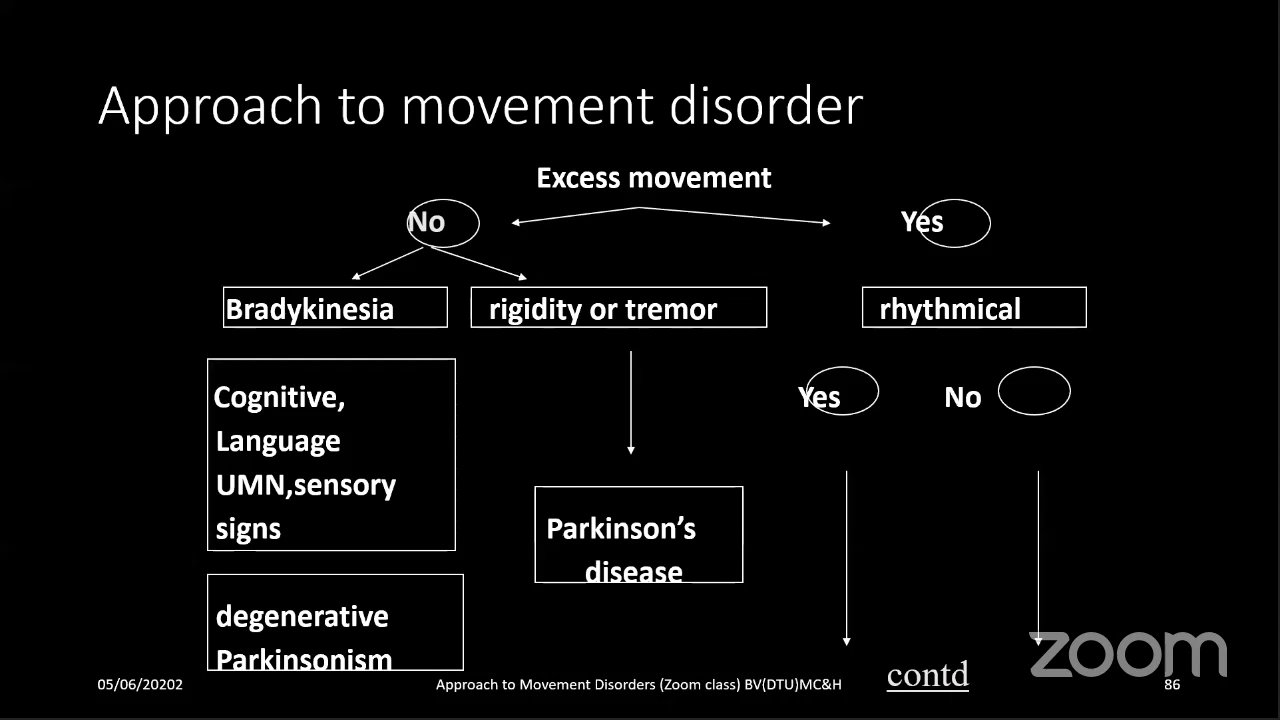 Approach to movement disorder
Excess movement
No
Yes
Bradykinesia
rigidity or tremor
rhythmical
Cognitive,
Language
UMN,sensory
signs
Yes
No
Parkinson’s
disease
degenerative
Parkinsonism
contd
zoom
05/06/20202
Approach to Movement Disorders (Zoom class) BV(DTU)MC&H
86